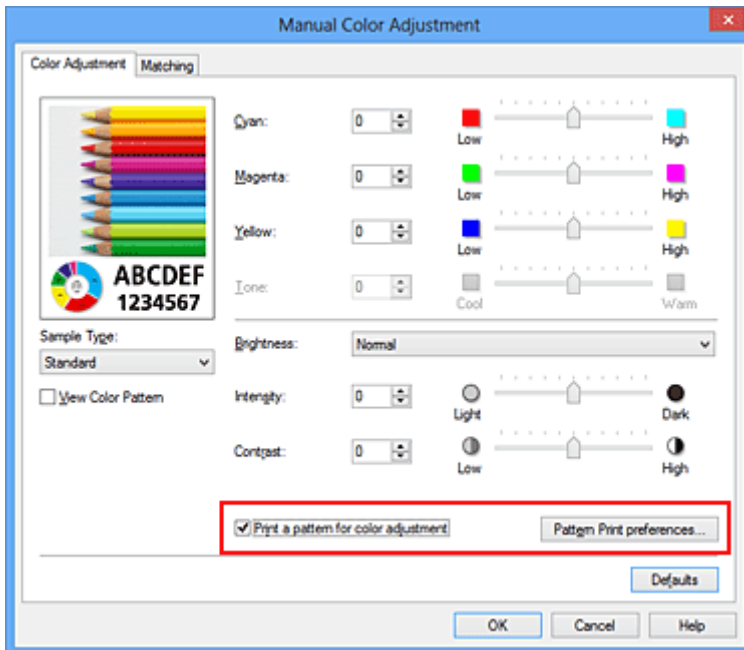 Manual Color Adjustment
Color Adjustment Matching
Cyan: 0 Low High
Magenta: 0 Low High
Yellow: 0 Low High
Tone: 0 Cool Warm
ABCDEF
1234567
Sample Type:
Standard
View Color Pattern
Brightness: Normal
Intensity: 0 Light Dark
Contrast: 0 Low High
Print a pattern for color adjustment Pattern Print preferences...
Defaults
OK Cancel Help